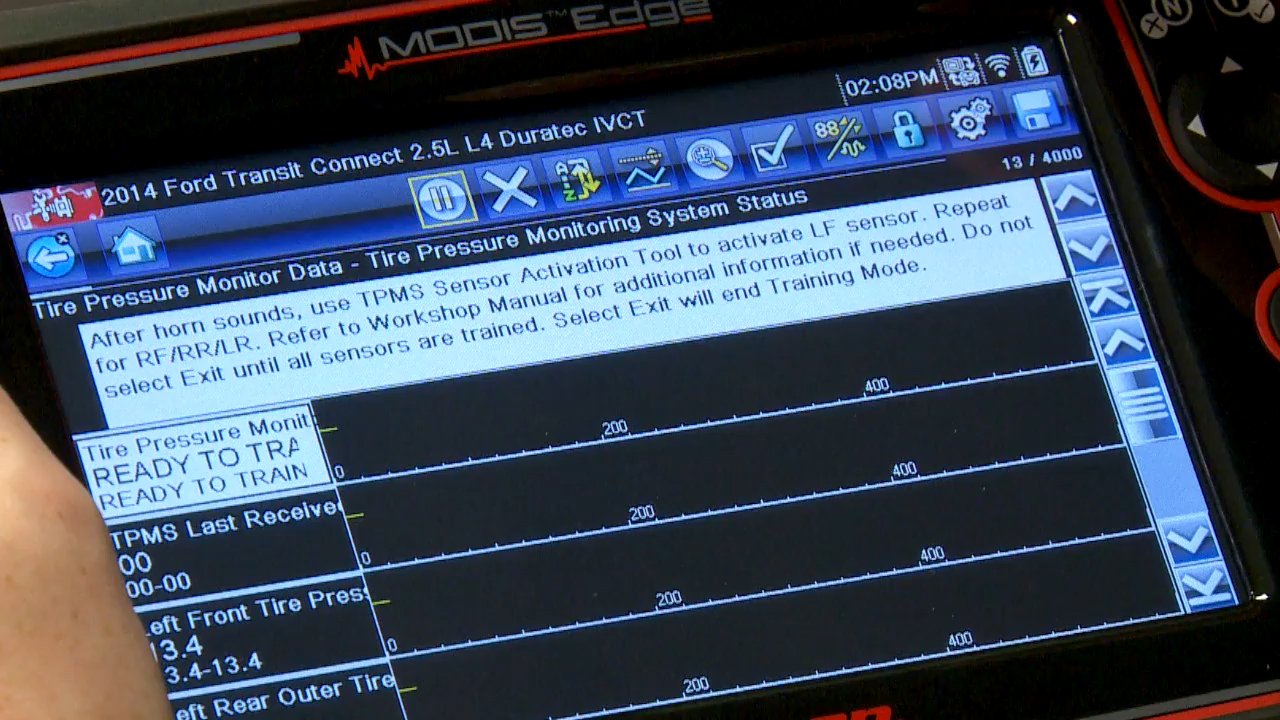 MODIS™ Edge
02:08PM
2014 Ford Transit Connect 2.5L L4 Duratec IVCT
13 / 4000
Tire Pressure Monitor Data - Tire Pressure Monitoring System Status
After horn sounds, use TPMS Sensor Activation Tool to activate LF sensor. Repeat
for RF/RR/LR. Refer to Workshop Manual for additional information if needed. Do not
select Exit until all sensors are trained. Select Exit will end Training Mode.
Tire Pressure Monit
READY TO TRA
READY TO TRAIN
0 200 400
TPMS Last Receive
00
00-00
0 200 400
eft Front Tire Press
13.4
3.4-13.4
0 200 400
eft Rear Outer Tire
200 400